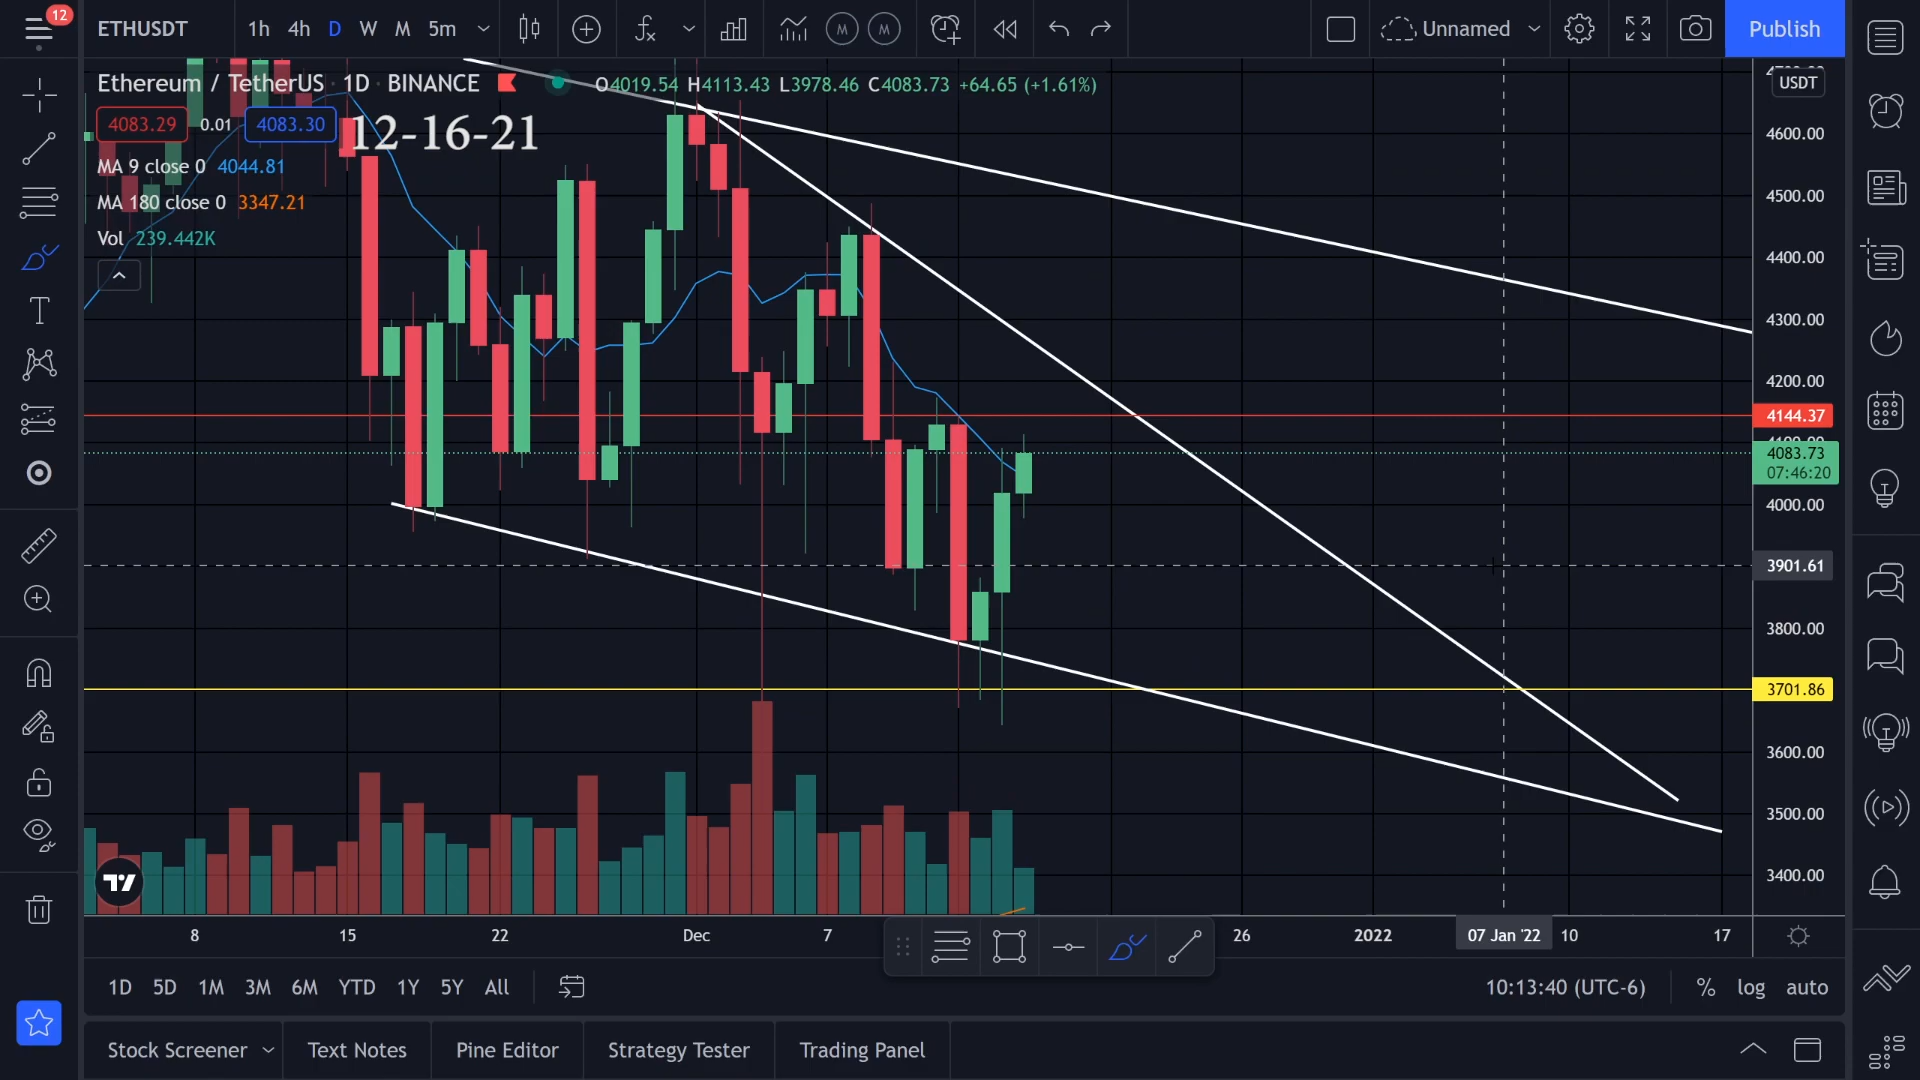 12
ETHUSDT 1h 4h D W M 5m M M Unnamed Publish
Ethereum / TetherUS · 1D · BINANCE O4019.54 H4113.43 L3978.46 C4083.73 +64.65 (+1.61%)
USDT
4083.29 0.01 4083.30 12-16-21
4600.00
MA 9 close 0 4044.81
MA 180 close 0 3347.21
4500.00
Vol 239.442K
4400.00
4300.00
4200.00
4144.37
4083.73
07:46:20
4000.00
3901.61
3800.00
3701.86
3600.00
3500.00
3400.00
8 15 22 Dec 7 26 2022 07 Jan '22 10 17
1D 5D 1M 3M 6M YTD 1Y 5Y All 10:13:40 (UTC-6) % log auto
Stock Screener Text Notes Pine Editor Strategy Tester Trading Panel